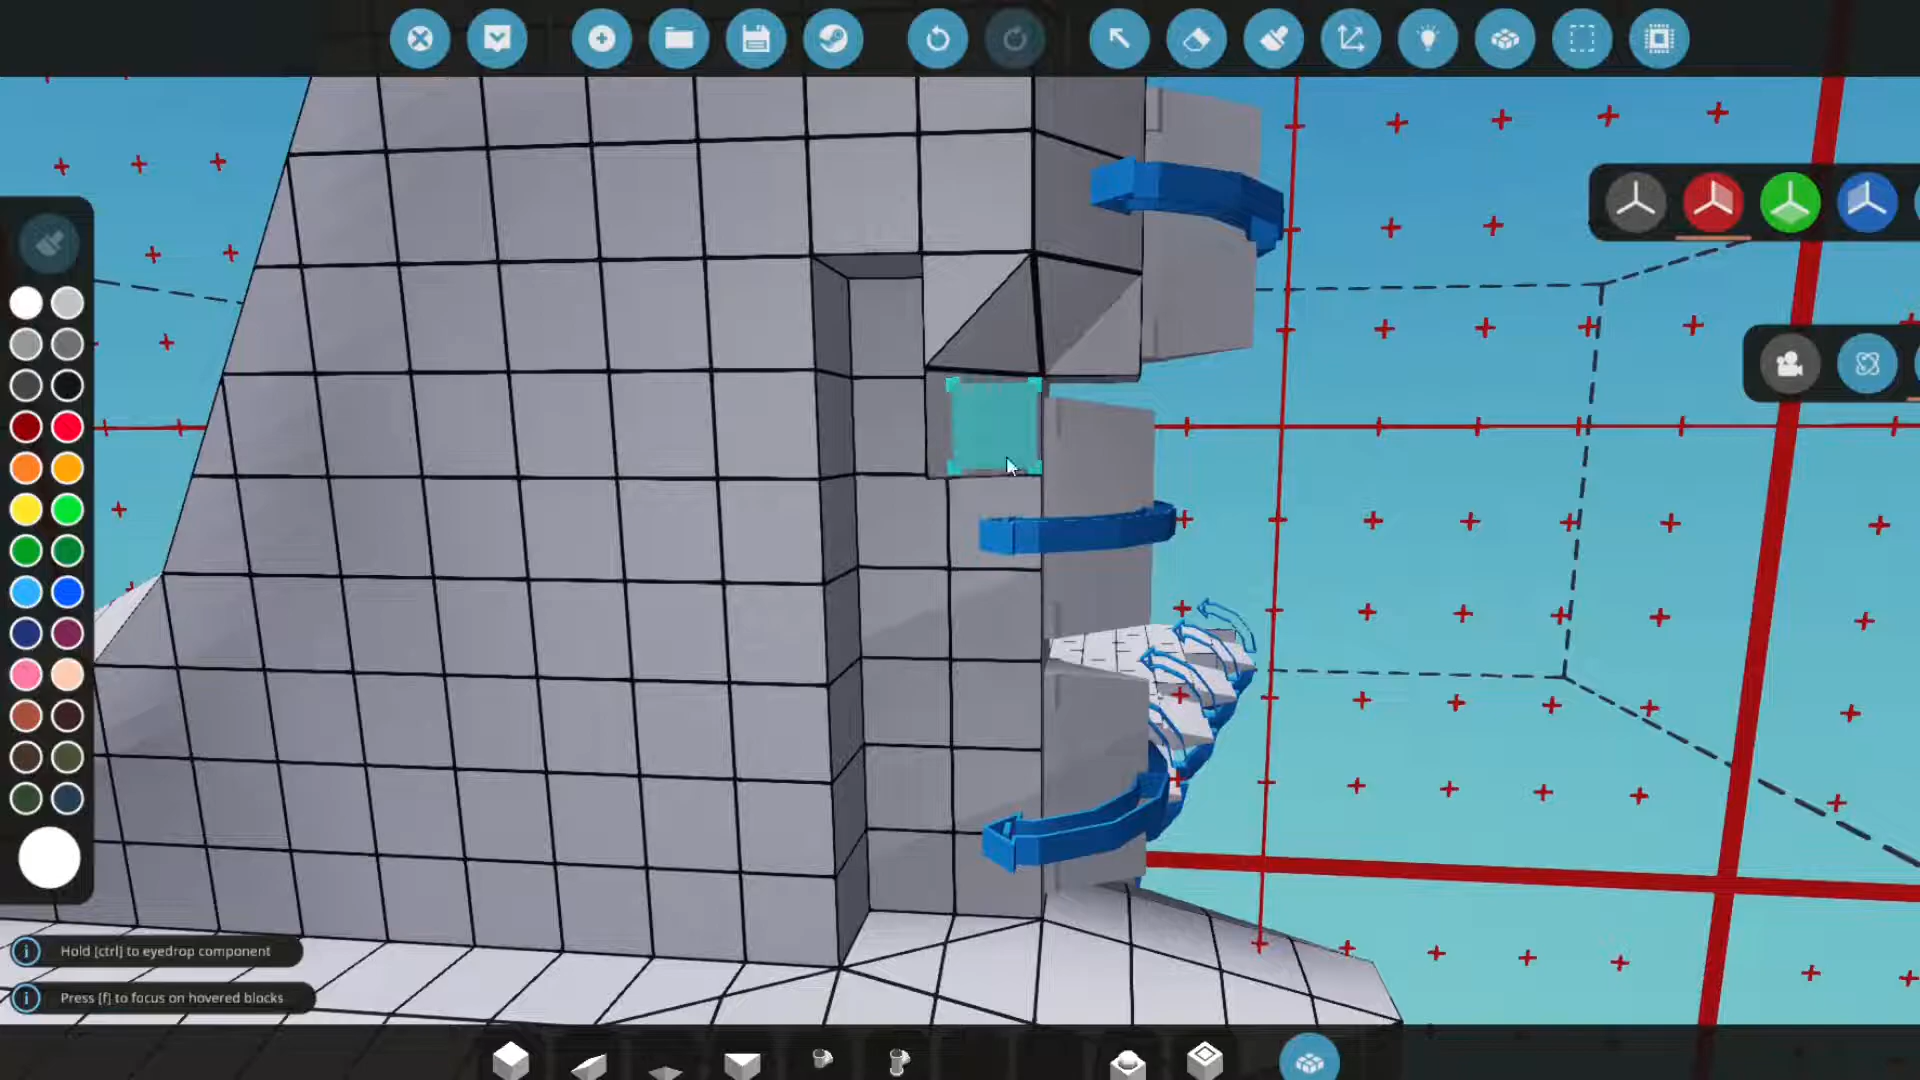 Hold [ctrl] to eyedrop component
Press [f] to focus on hovered blocks